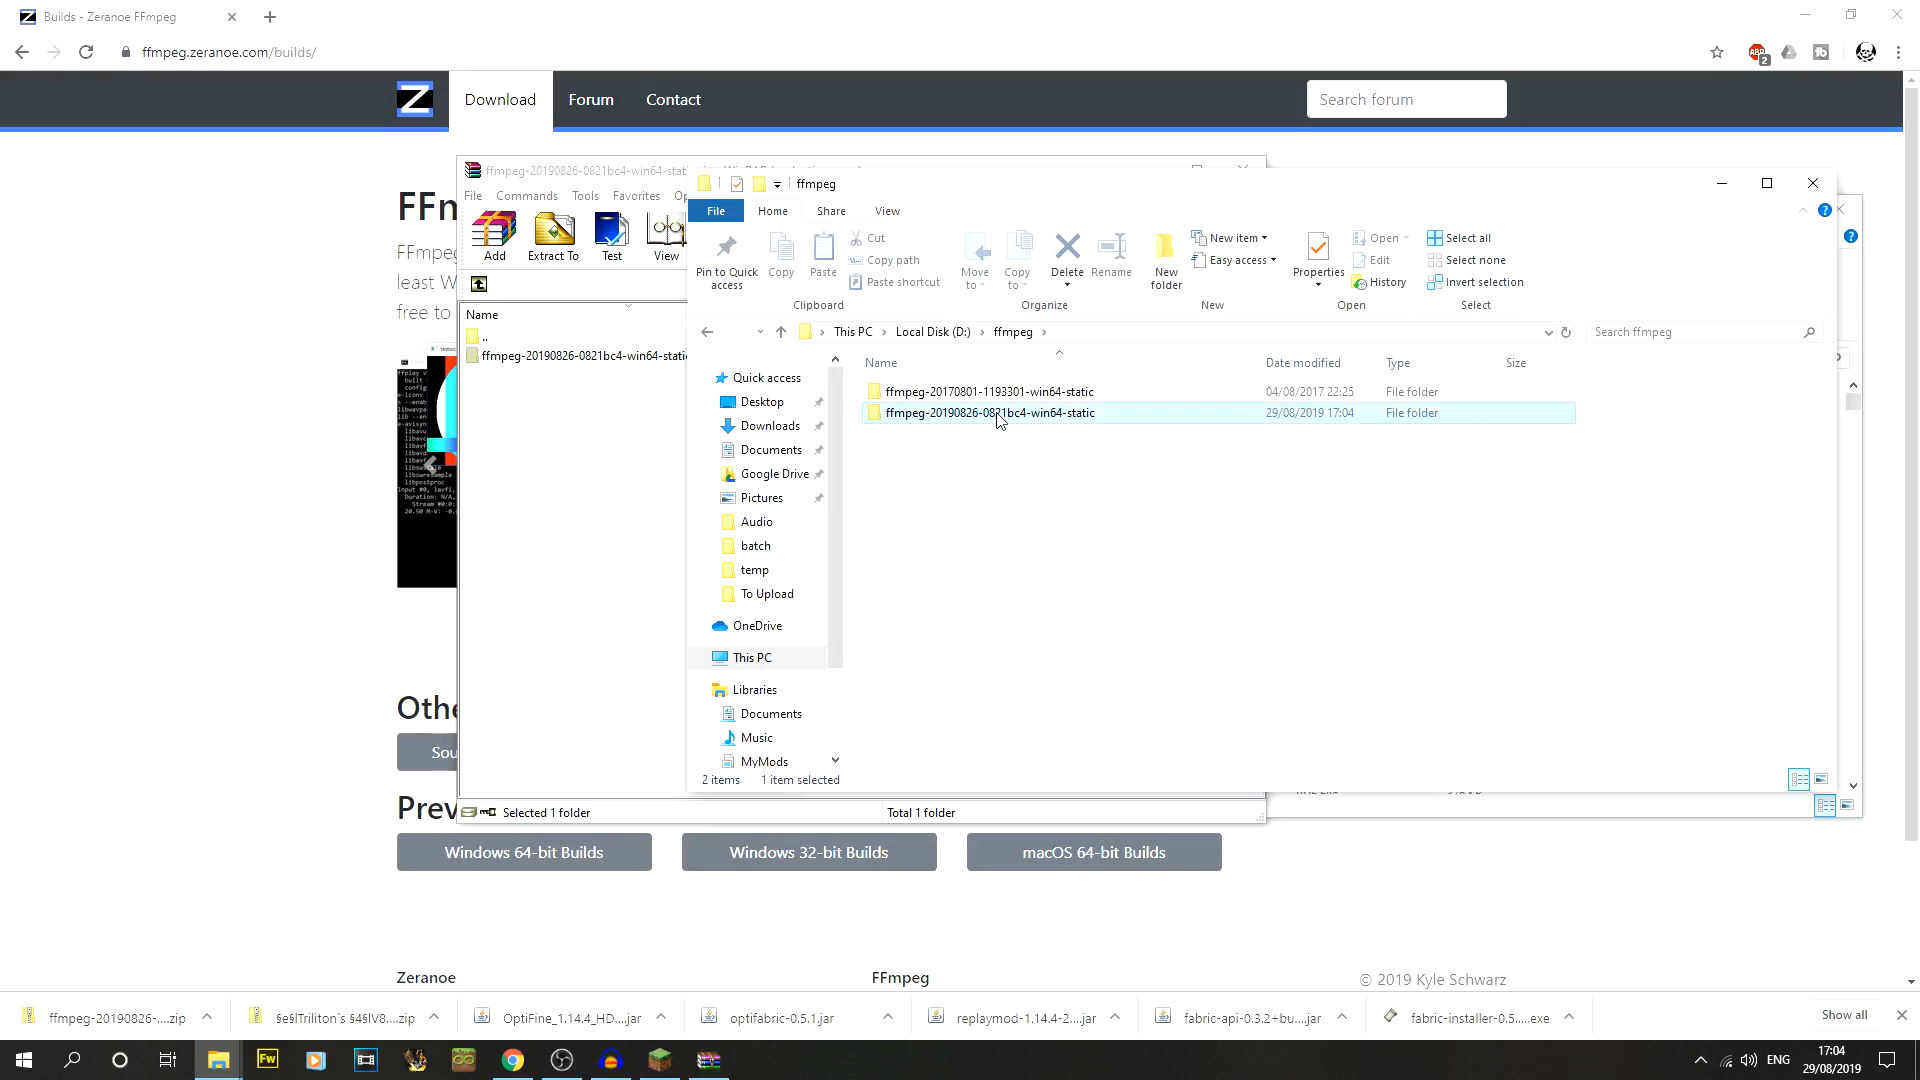 Builds - Zeranoe FFmpeg
ffmpeg.zeranoe.com/builds/
ABP
2
Download
Forum
Contact
Search forum
ffmpeg-20190826-0821bc4-win64-stat
File Commands Tools Favorites
Add
Extract To
Test
View
Name
..
ffmpeg-20190826-0821bc4-win64-static
Selected 1 folder
Total 1 folder
FFmpeg
least W
free to
ffmpeg
File
Home
Share
View
Pin to Quick access
Copy
Paste
Cut
Copy path
Paste shortcut
Clipboard
Move to
Copy to
Delete
Rename
Organize
New folder
New item
Easy access
New
Properties
Open
Edit
History
Open
Select all
Select none
Invert selection
Select
This PC
Local Disk (D:)
ffmpeg
Search ffmpeg
Name
Date modified
Type
Size
ffmpeg-20170801-1193301-win64-static 04/08/2017 22:25 File folder
ffmpeg-20190826-0821bc4-win64-static 29/08/2019 17:04 File folder
Quick access
Desktop
Downloads
Documents
Google Drive
Pictures
Audio
batch
temp
To Upload
OneDrive
This PC
Libraries
Documents
Music
MyMods
2 items 1 item selected
Othe
Sou
Prev
Windows 64-bit Builds
Windows 32-bit Builds
macOS 64-bit Builds
Zeranoe
FFmpeg
© 2019 Kyle Schwarz
ffmpeg-20190826-....zip
§e§lTriliton`s §4§lV8....zip
OptiFine_1.14.4_HD....jar
optifabric-0.5.1.jar
replaymod-1.14.4-2....jar
fabric-api-0.3.2+bu....jar
fabric-installer-0.5.....exe
Show all
Fw
ENG
17:04
29/08/2019